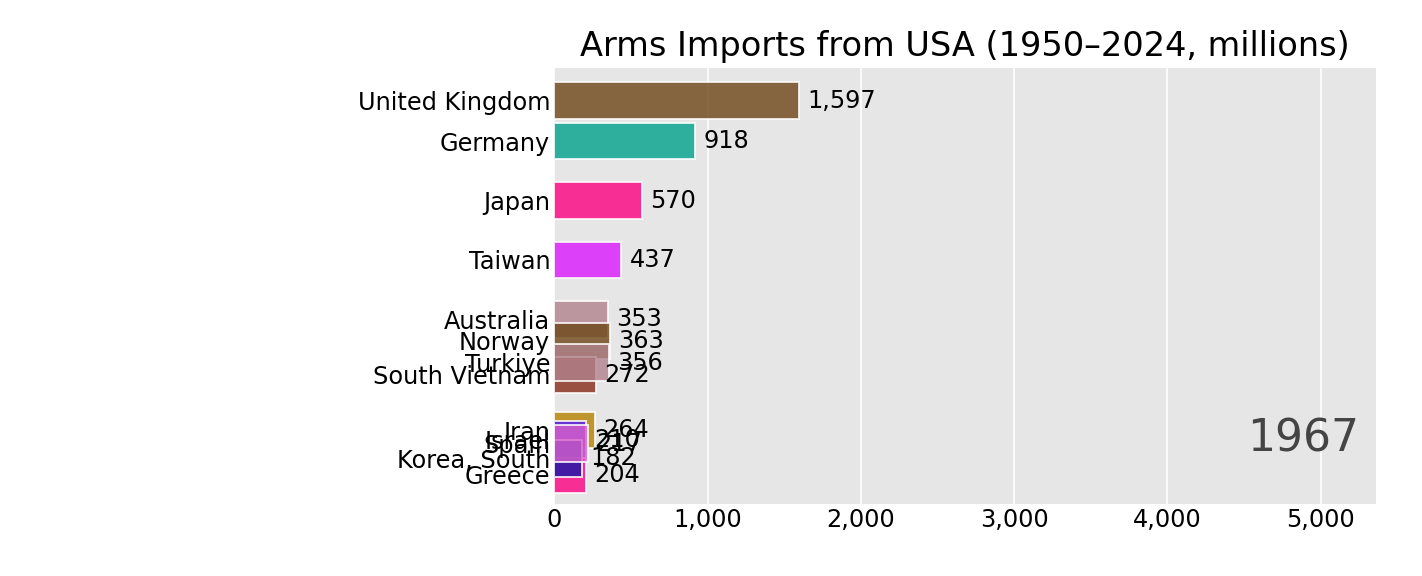 Arms Imports from USA (1950–2024, millions)
United Kingdom 1,597
Germany 918
Japan 570
Taiwan 437
Australia 353
Norway 363
Turkiye 356
South Vietnam 272
Iran 264
Israel 210
Spain 217
Korea, South 182
Greece 204
1967
0 1,000 2,000 3,000 4,000 5,000